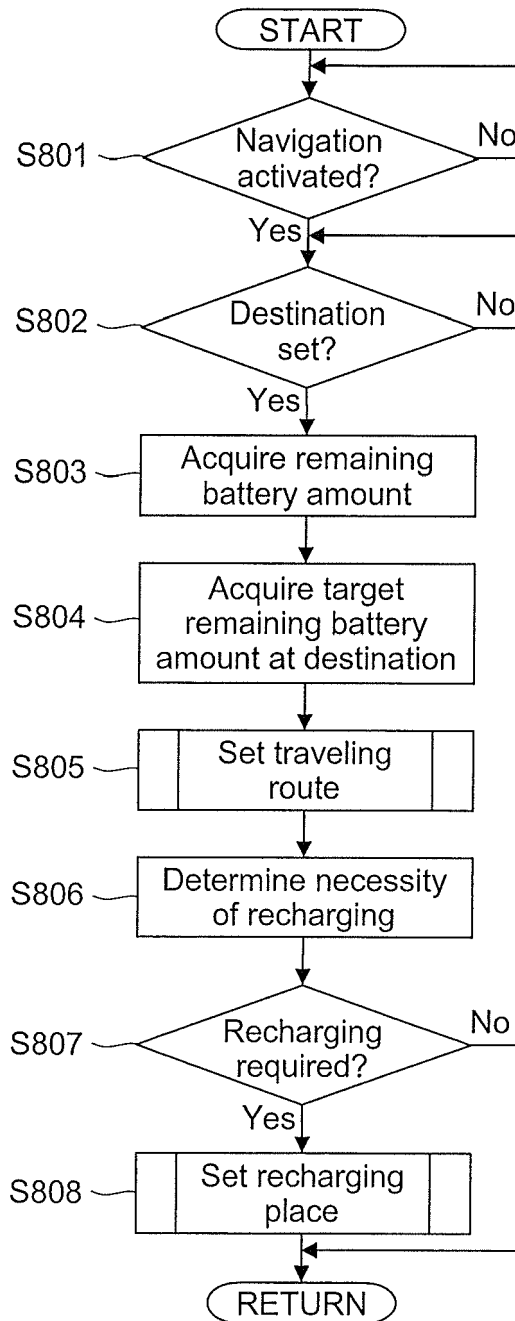 START
S801
Navigation
activated?
No
Yes
S802
Destination
set?
No
Yes
S803
Acquire remaining
battery amount
S804
Acquire target
remaining battery
amount at destination
S805
Set traveling
route
S806
Determine necessity
of recharging
S807
Recharging
required?
No
Yes
S808
Set recharging
place
RETURN